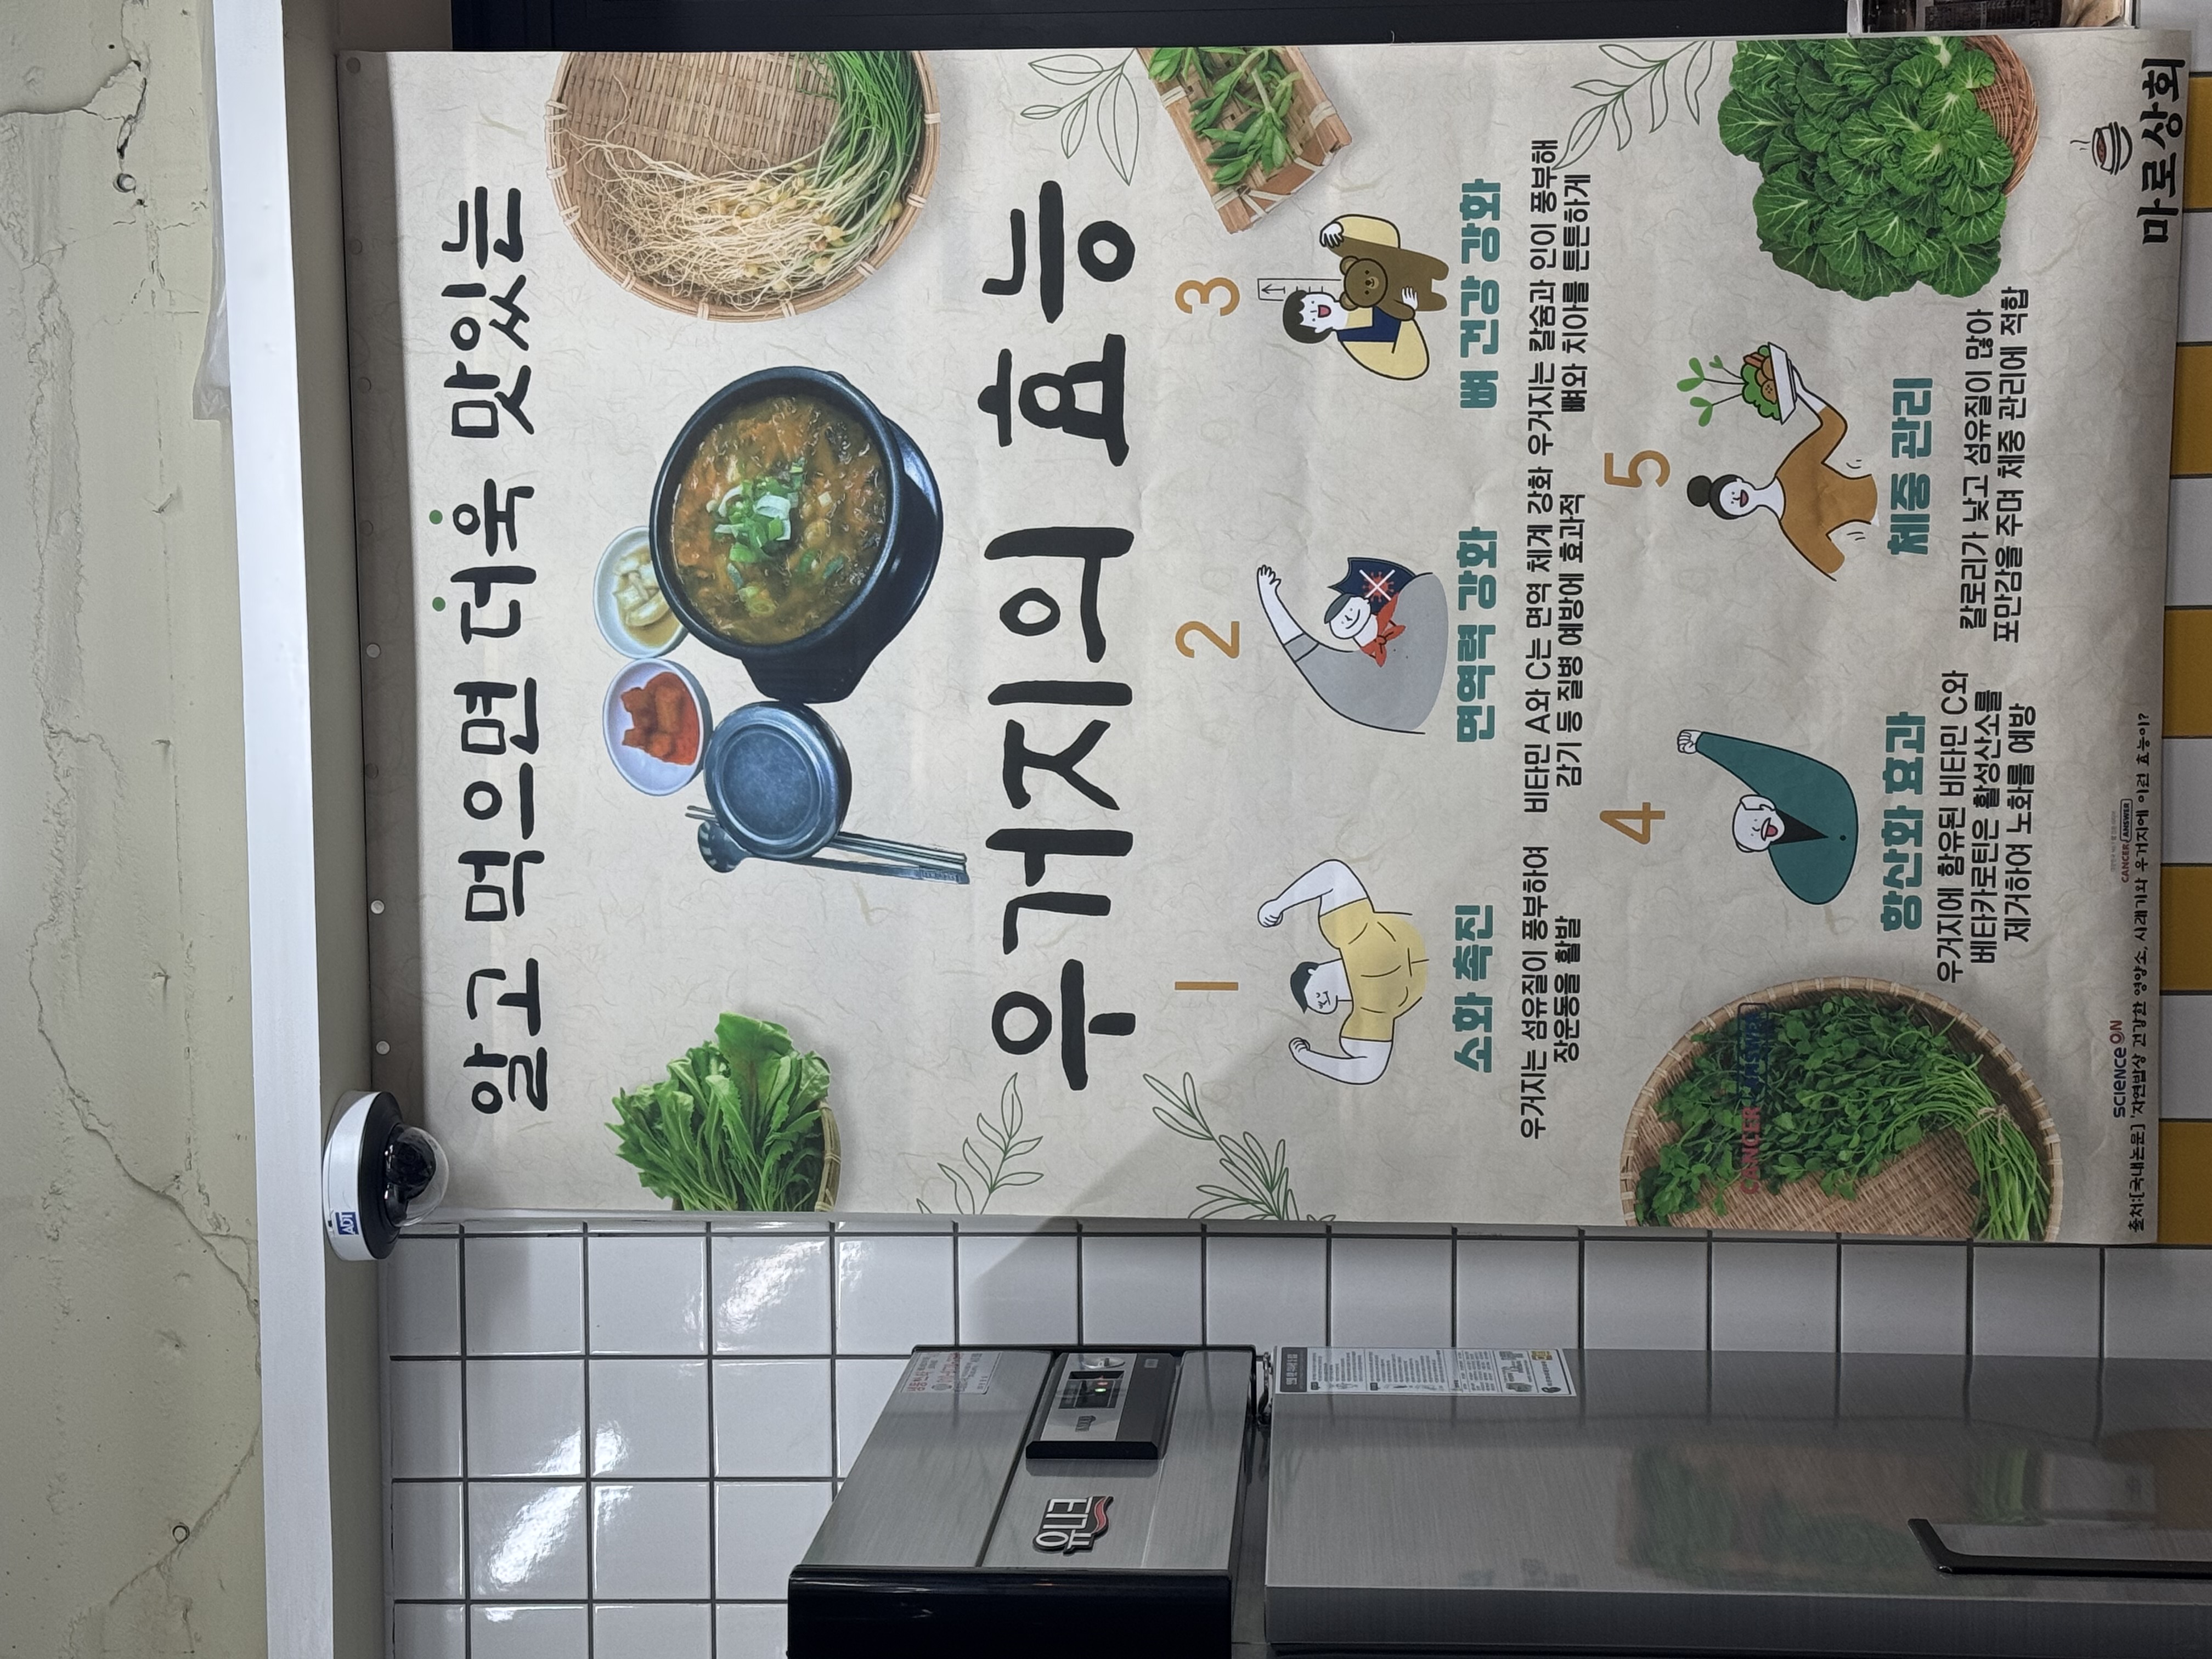 ADT
알고 먹으면 더욱 맛있는
우거지의 효능
유니크
1
2
3
소화 촉진
면역력 강화
뼈 건강 강화
우거지는 섬유질이 풍부하여
장운동을 활발
비타민 A와 C는 면역 체계 강화
감기 등 질병 예방에 효과적
우거지는 칼슘과 인이 풍부해
뼈와 치아를 튼튼하게
4
5
CANCER ANSWER
항산화 효과
체중 관리
우거지에 함유된 비타민 C와
베타카로틴은 활성산소를
제거하여 노화를 예방
칼로리가 낮고 섬유질이 많아
포만감을 주며 체중 관리에 적합
SCIENCE ON
CANCER ANSWER
출처:[국내논문] '자연밥상 건강한 영양소, 시래기와 우거지에 이런 효능이?
마로상회